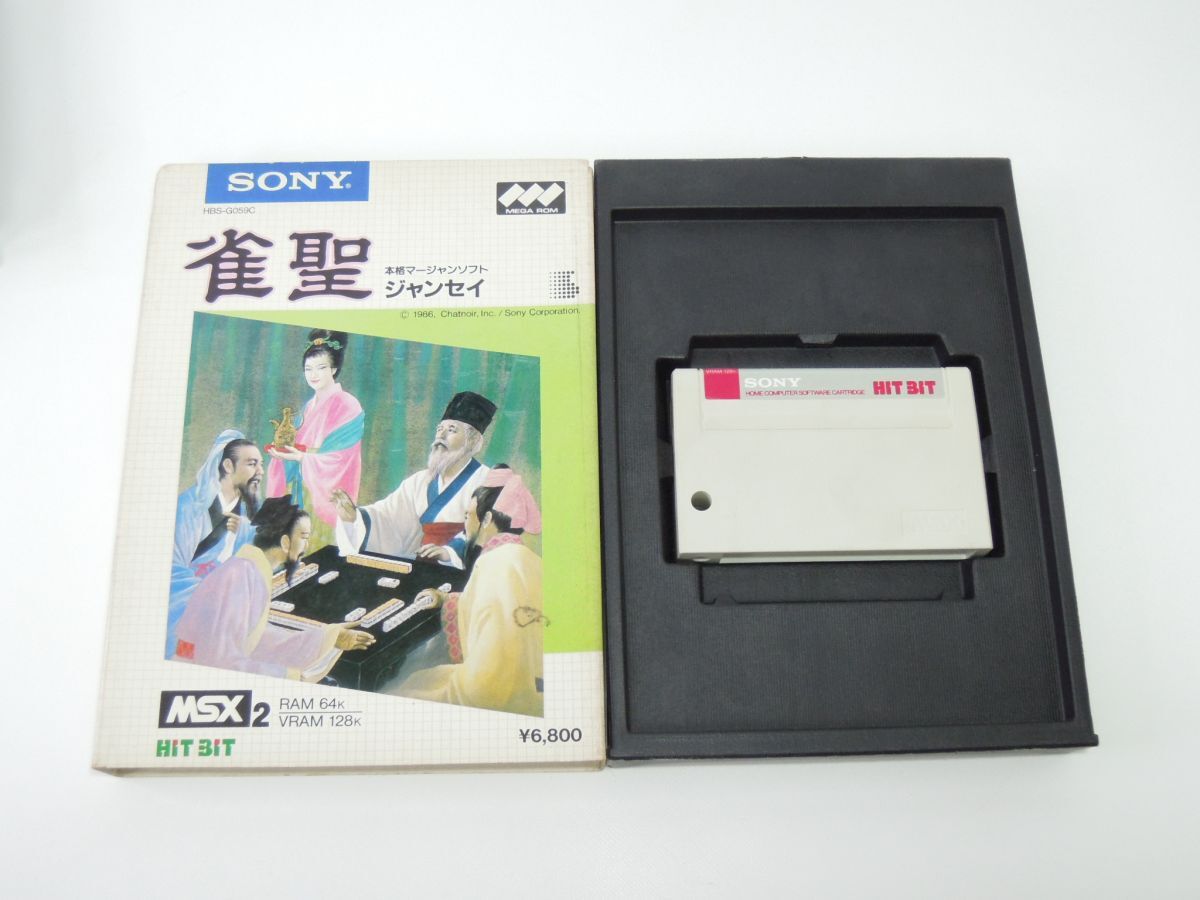 SONY®
HBS-G059C
MEGA ROM
雀聖
本格マージャンソフト
ジャンセイ
© 1986, Chatnoir, Inc. / Sony Corporation.
MSX2
RAM 64K
VRAM 128K
HiT BiT
¥6,800
VRAM 128K
SONY
HOME COMPUTER SOFTWARE CARTRIDGE
HiT BiT